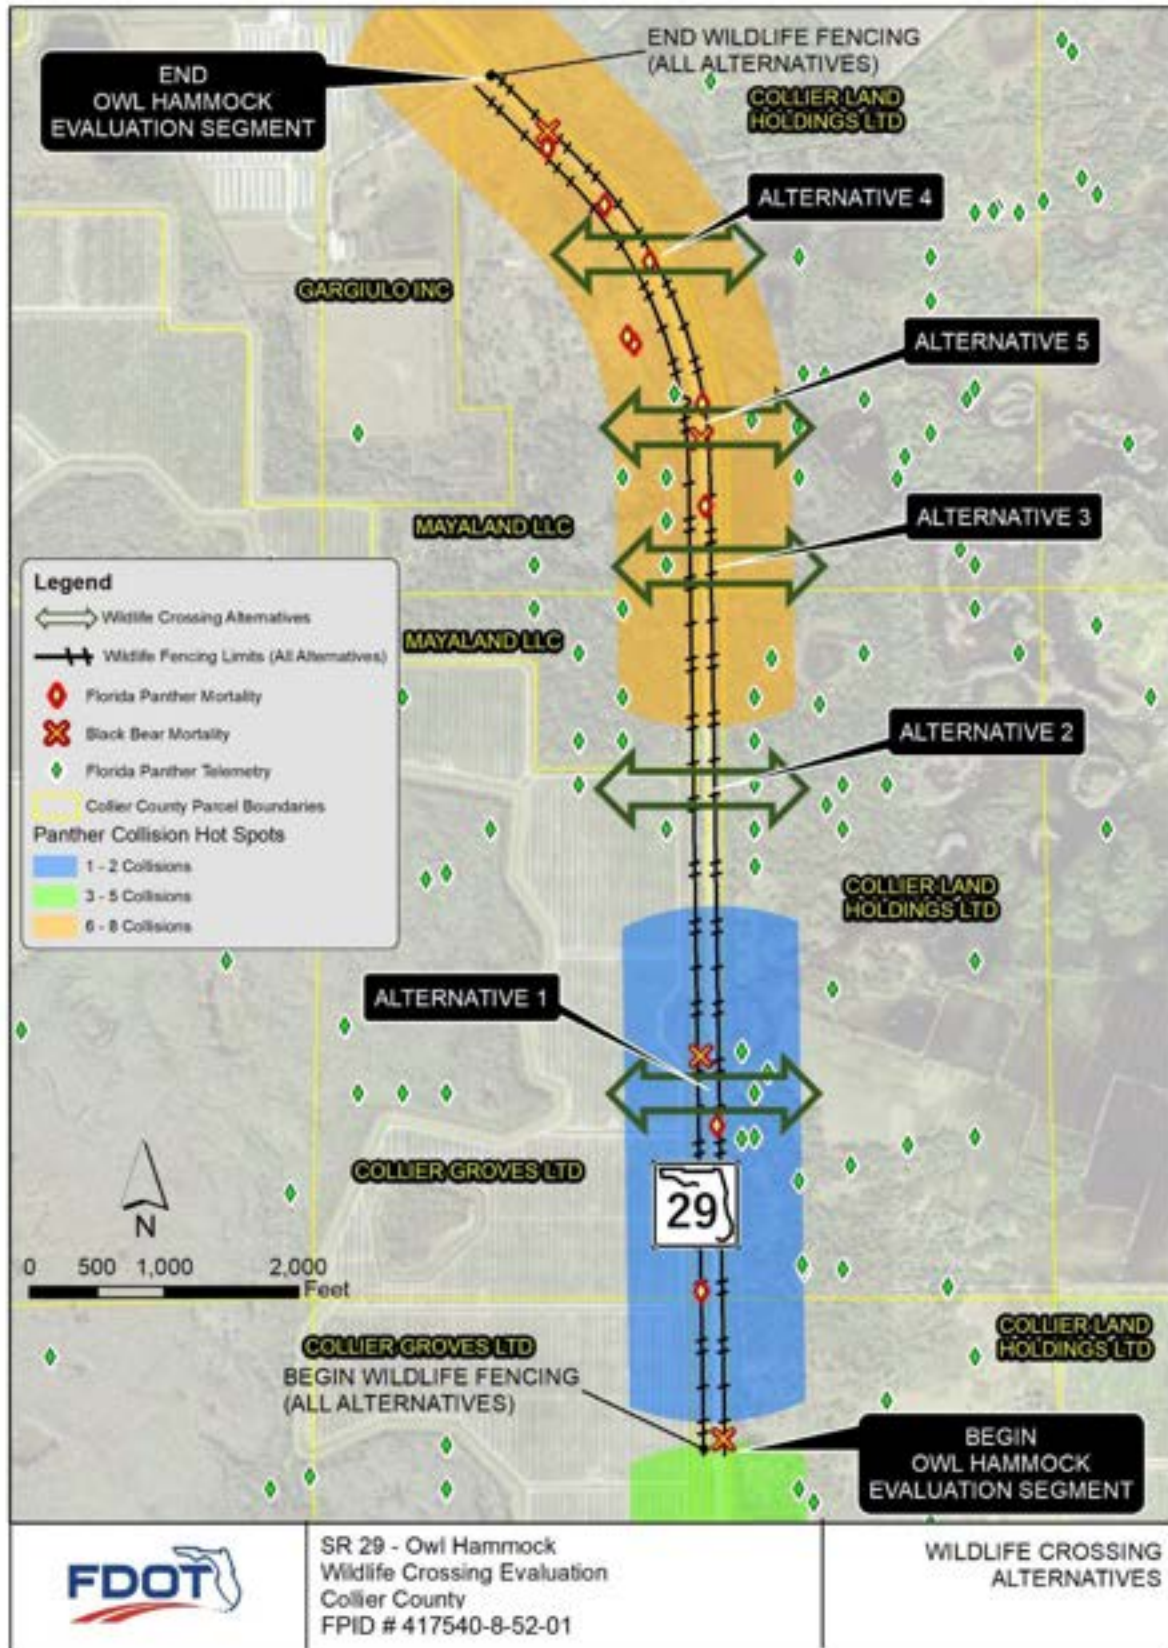 END WILDLIFE FENCING
(ALL ALTERNATIVES)
END
OWL HAMMOCK
EVALUATION SEGMENT
COLLIER LAND
HOLDINGS LTD
ALTERNATIVE 4
GARGIULO INC
ALTERNATIVE 5
MAYALAND LLC
ALTERNATIVE 3
Legend
Wildlife Crossing Alternatives
Wildlife Fencing Limits (All Alternatives)
Florida Panther Mortality
Black Bear Mortality
Florida Panther Telemetry
Collier County Parcel Boundaries
Panther Collision Hot Spots
1 - 2 Collisions
3 - 5 Collisions
6 - 8 Collisions
MAYALAND LLC
ALTERNATIVE 2
COLLIER LAND
HOLDINGS LTD
ALTERNATIVE 1
COLLIER GROVES LTD
29
N
0 500 1,000 2,000
Feet
COLLIER GROVES LTD
BEGIN WILDLIFE FENCING
(ALL ALTERNATIVES)
COLLIER LAND
HOLDINGS LTD
BEGIN
OWL HAMMOCK
EVALUATION SEGMENT
FDOT
SR 29 - Owl Hammock
Wildlife Crossing Evaluation
Collier County
FPID # 417540-8-52-01
WILDLIFE CROSSING
ALTERNATIVES